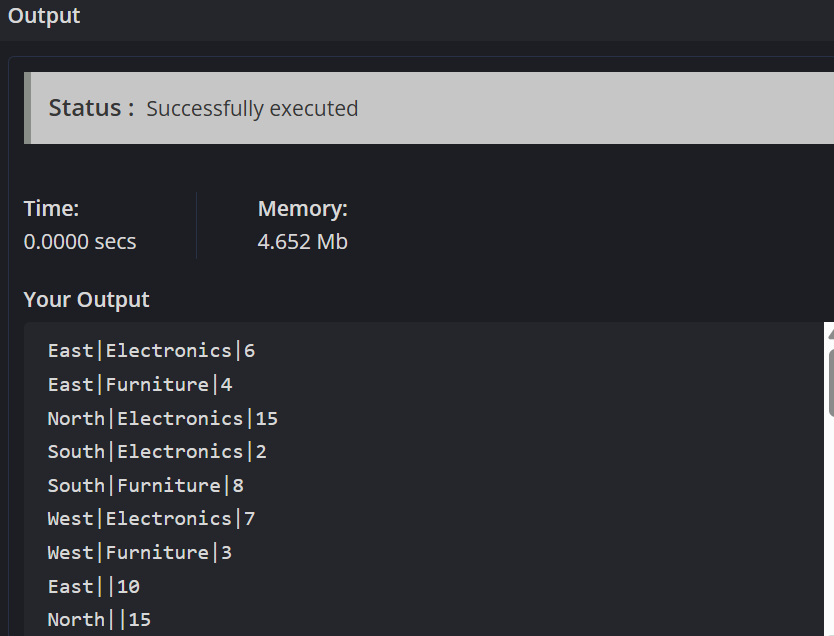 Output
Status : Successfully executed
Time: Memory:
0.0000 secs 4.652 Mb
Your Output
East|Electronics|6
East|Furniture|4
North|Electronics|15
South|Electronics|2
South|Furniture|8
West|Electronics|7
West|Furniture|3
East||10
North||15